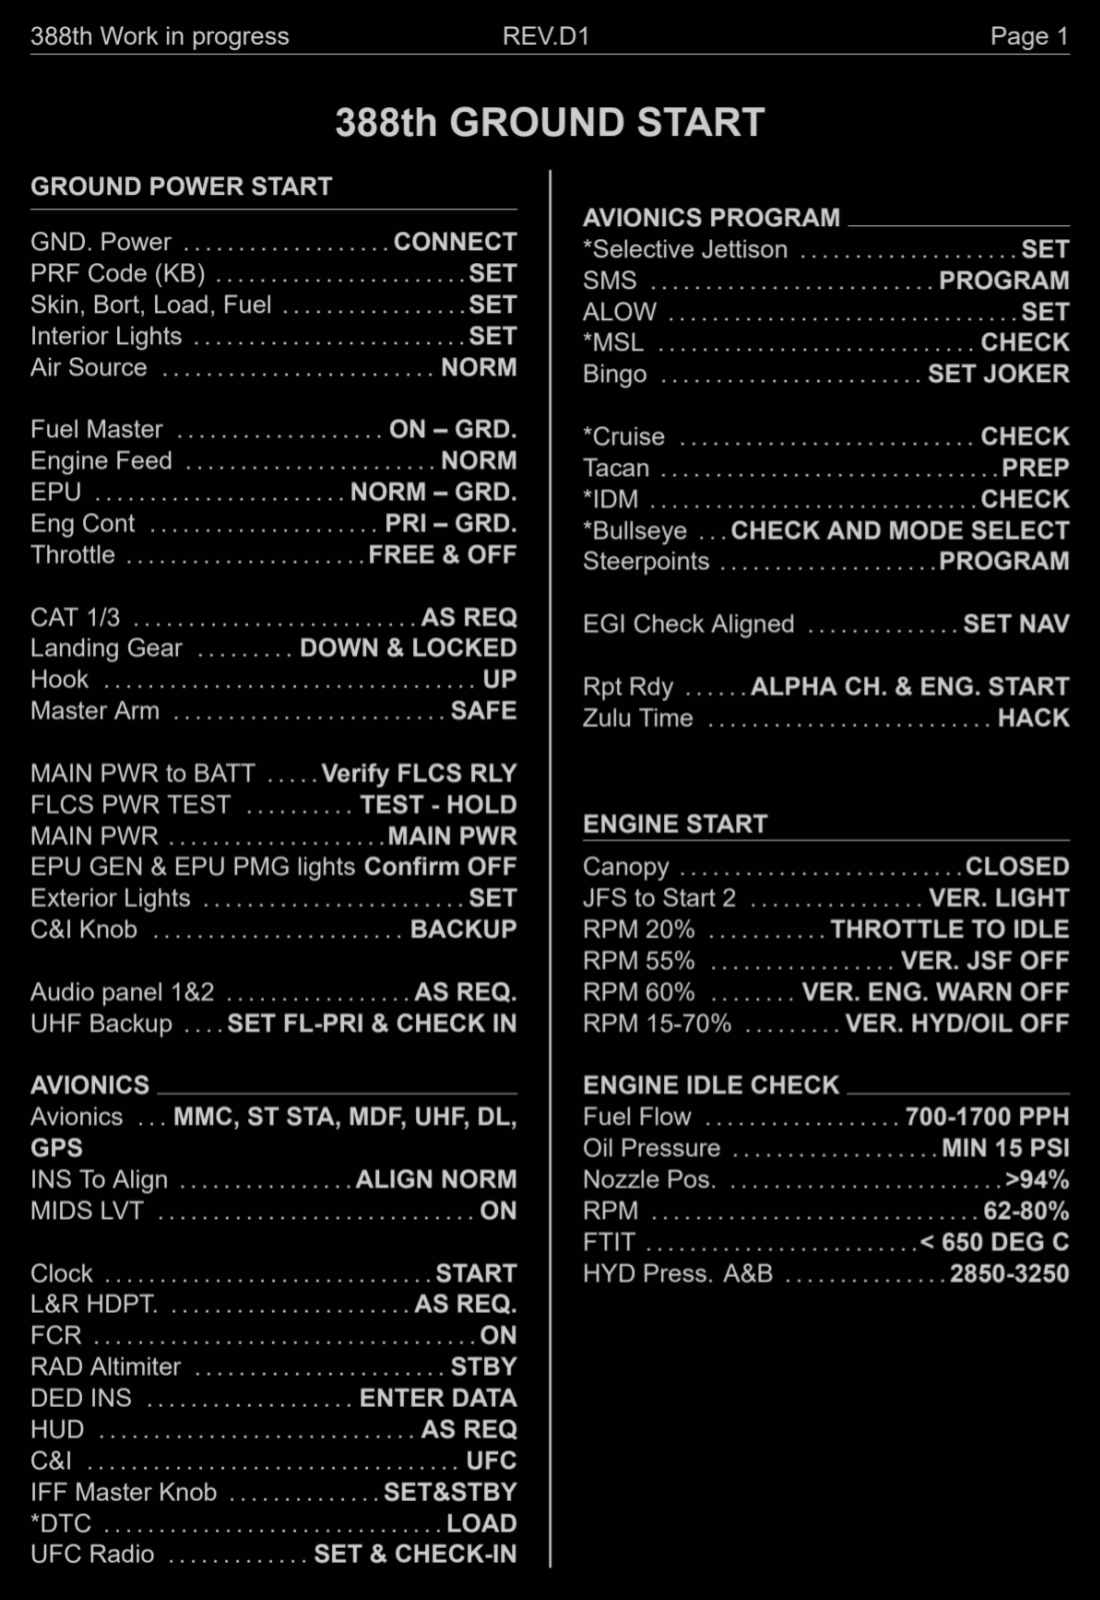 388th Work in progress REV.D1 Page 1
388th GROUND START
GROUND POWER START
GND. Power ................... CONNECT
PRF Code (KB) ....................... SET
Skin, Bort, Load, Fuel ................. SET
Interior Lights ......................... SET
Air Source ......................... NORM
Fuel Master ................... ON – GRD.
Engine Feed ....................... NORM
EPU ....................... NORM – GRD.
Eng Cont ..................... PRI – GRD.
Throttle ...................... FREE & OFF
CAT 1/3 .......................... AS REQ
Landing Gear ......... DOWN & LOCKED
Hook .................................. UP
Master Arm ......................... SAFE
MAIN PWR to BATT ..... Verify FLCS RLY
FLCS PWR TEST .......... TEST - HOLD
MAIN PWR .................... MAIN PWR
EPU GEN & EPU PMG lights Confirm OFF
Exterior Lights ........................ SET
C&I Knob ....................... BACKUP
Audio panel 1&2 ................. AS REQ.
UHF Backup .... SET FL-PRI & CHECK IN
AVIONICS
Avionics ... MMC, ST STA, MDF, UHF, DL,
GPS
INS To Align ................ ALIGN NORM
MIDS LVT ............................. ON
Clock .............................. START
L&R HDPT. ...................... AS REQ.
FCR ................................... ON
RAD Altimiter ....................... STBY
DED INS ................... ENTER DATA
HUD ............................. AS REQ
C&I .................................. UFC
IFF Master Knob .............. SET&STBY
*DTC ............................... LOAD
UFC Radio ............. SET & CHECK-IN
AVIONICS PROGRAM
*Selective Jettison .................... SET
SMS .......................... PROGRAM
ALOW ................................ SET
*MSL ............................. CHECK
Bingo ........................ SET JOKER
*Cruise ........................... CHECK
Tacan ............................... PREP
*IDM .............................. CHECK
*Bullseye ... CHECK AND MODE SELECT
Steerpoints .................... PROGRAM
EGI Check Aligned .............. SET NAV
Rpt Rdy ...... ALPHA CH. & ENG. START
Zulu Time .......................... HACK
ENGINE START
Canopy .......................... CLOSED
JFS to Start 2 ................ VER. LIGHT
RPM 20% ........... THROTTLE TO IDLE
RPM 55% ................. VER. JSF OFF
RPM 60% ........ VER. ENG. WARN OFF
RPM 15-70% ......... VER. HYD/OIL OFF
ENGINE IDLE CHECK
Fuel Flow .................. 700-1700 PPH
Oil Pressure ................... MIN 15 PSI
Nozzle Pos. ......................... >94%
RPM .............................. 62-80%
FTIT ......................... < 650 DEG C
HYD Press. A&B ............... 2850-3250